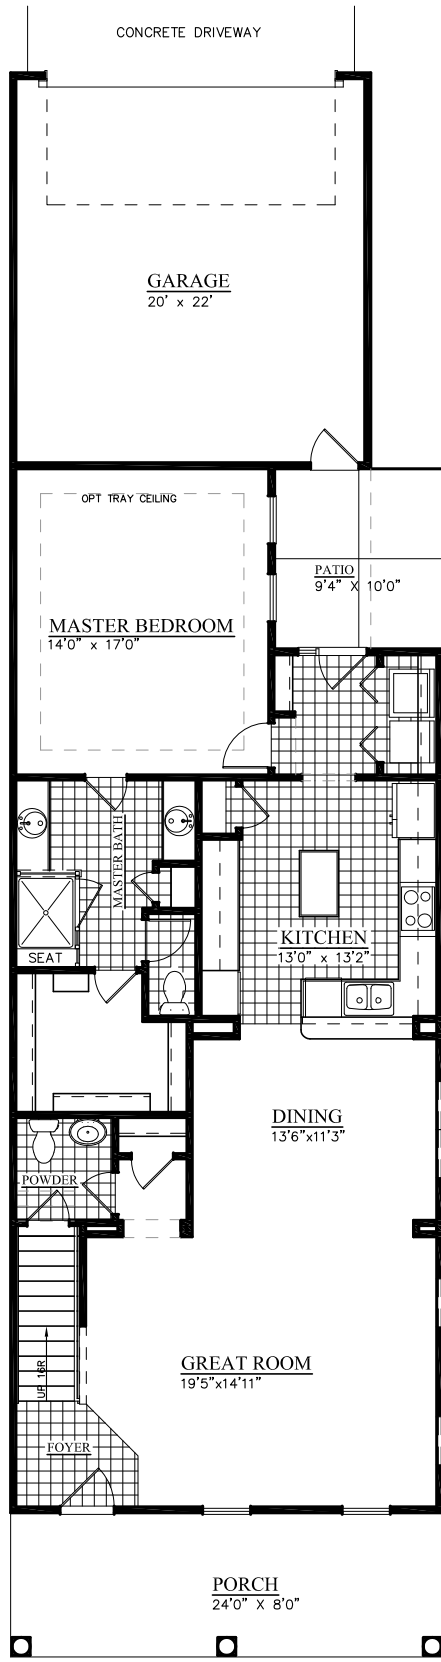 CONCRETE DRIVEWAY
GARAGE
20' x 22'
OPT TRAY CEILING
PATIO
9'4" X 10'0"
MASTER BEDROOM
14'0" x 17'0"
MASTER BATH
SEAT
KITCHEN
13'0" x 13'2"
DINING
13'6"x11'3"
POWDER
GREAT ROOM
19'5"x14'11"
UP 16R
FOYER
PORCH
24'0" X 8'0"